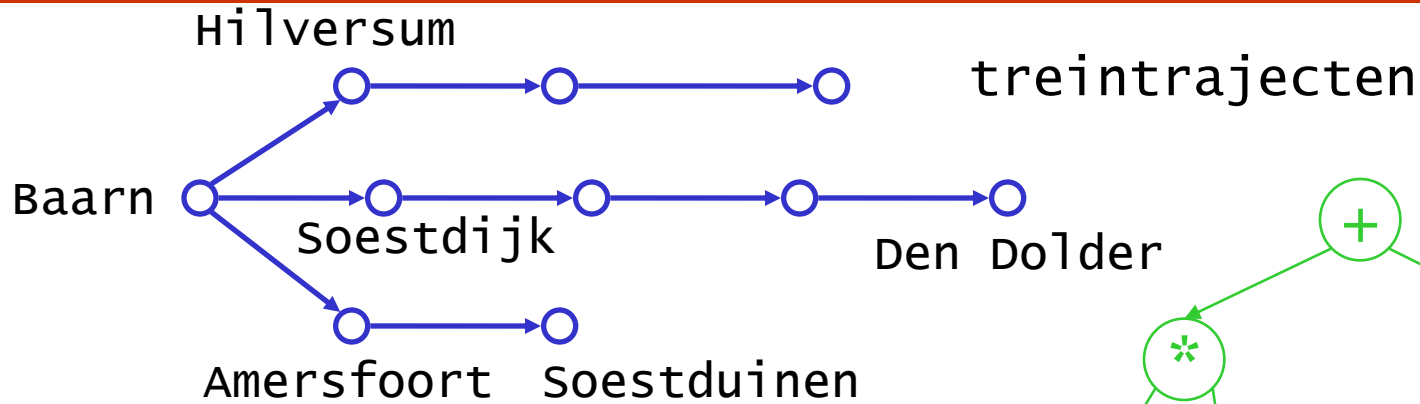 Hilversum
treintrajecten
Baarn
Soestdijk
Den Dolder
+
*
Amersfoort Soestduinen